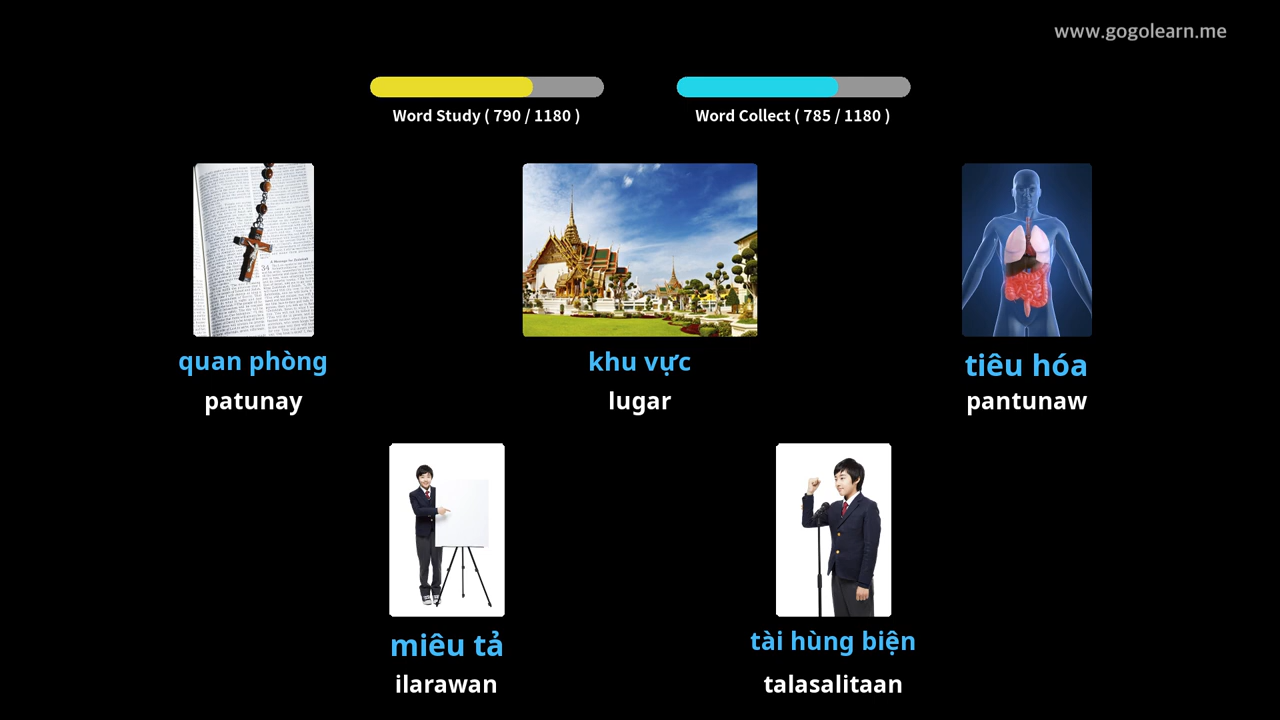 www.gogolearn.me
Word Study ( 790 / 1180 )
Word Collect ( 785 / 1180 )
quan phòng
patunay
khu vực
lugar
tiêu hóa
pantunaw
miêu tả
ilarawan
tài hùng biện
talasalitaan